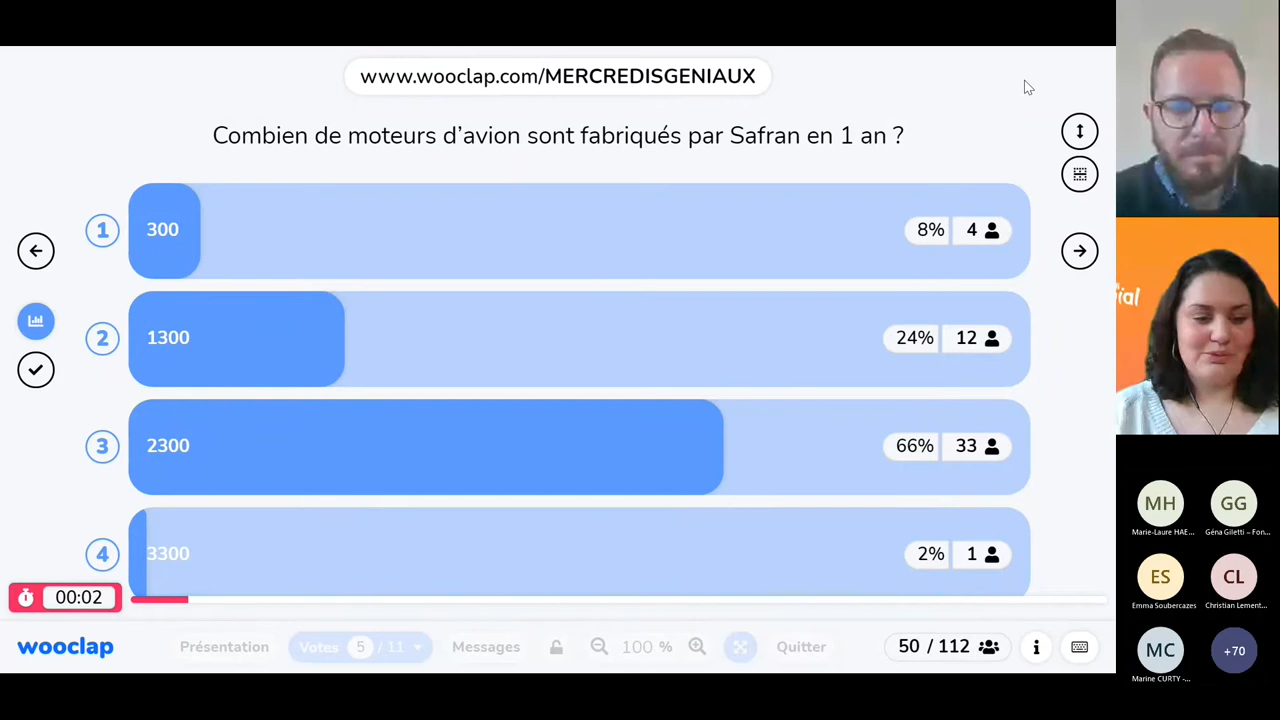 www.wooclap.com/MERCREDISGENIAUX
Combien de moteurs d’avion sont fabriqués par Safran en 1 an ?
1 300 8% 4
2 1300 24% 12
3 2300 66% 33
4 3300 2% 1
00:02
wooclap Présentation Votes 5 / 11 Messages 100 % Quitter 50 / 112
ial
MH GG
Marie-Laure HAE... Géna Giletti – Fon...
ES CL
Emma Soubercazes Christian Lement...
MC +70
Marine CURTY -...